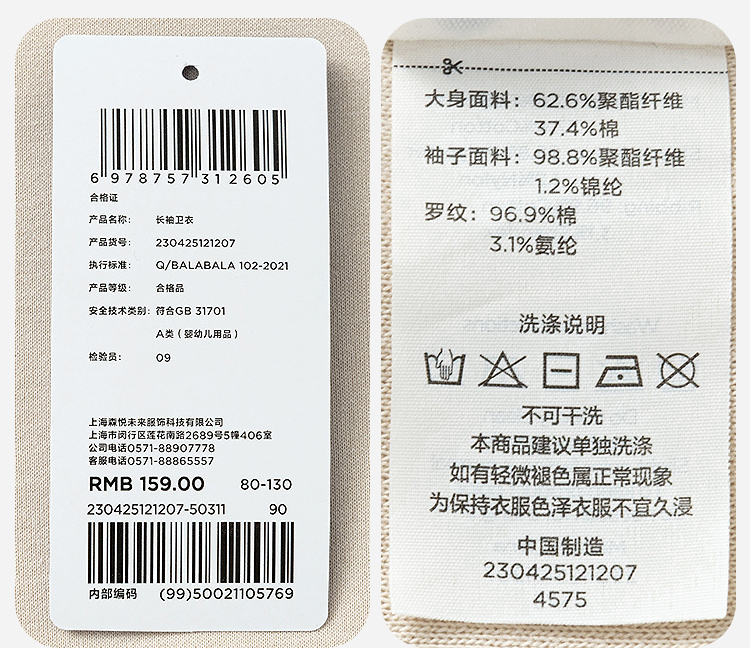 6 978757 312605
合格证
产品名称: 长袖卫衣
产品货号: 230425121207
执行标准: Q/BALABALA 102-2021
产品等级: 合格品
安全技术类别: 符合GB 31701
A类（婴幼儿用品）
检验员: 09
上海森悦未来服饰科技有限公司
上海市闵行区莲花南路2689号5幢406室
公司电话0571-88907778
客服电话0571-88865557
RMB 159.00 80-130
230425121207-50311 90
内部编码 (99)50021105769
大身面料: 62.6%聚酯纤维
37.4%棉
袖子面料: 98.8%聚酯纤维
1.2%锦纶
罗纹: 96.9%棉
3.1%氨纶
洗涤说明
不可干洗
本商品建议单独洗涤
如有轻微褪色属正常现象
为保持衣服色泽衣服不宜久浸
中国制造
230425121207
4575